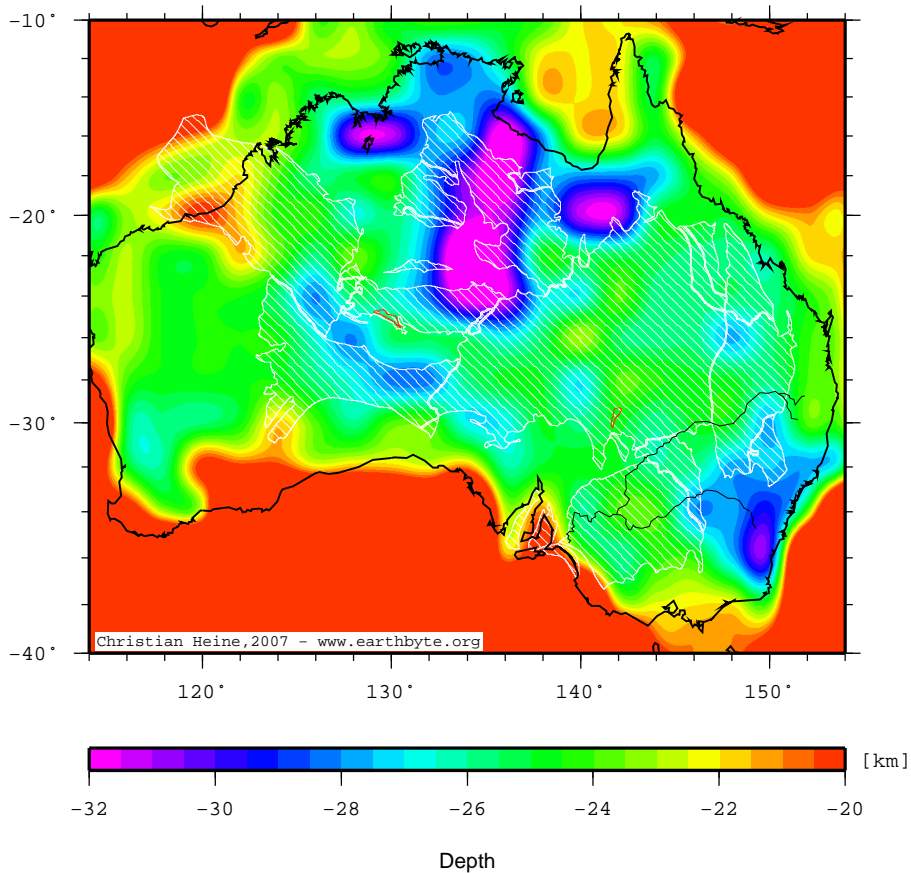 −10˚
−20˚
−30˚
−40˚
Christian Heine,2007 − www.earthbyte.org
120˚ 130˚ 140˚ 150˚
[km]
−32 −30 −28 −26 −24 −22 −20
Depth